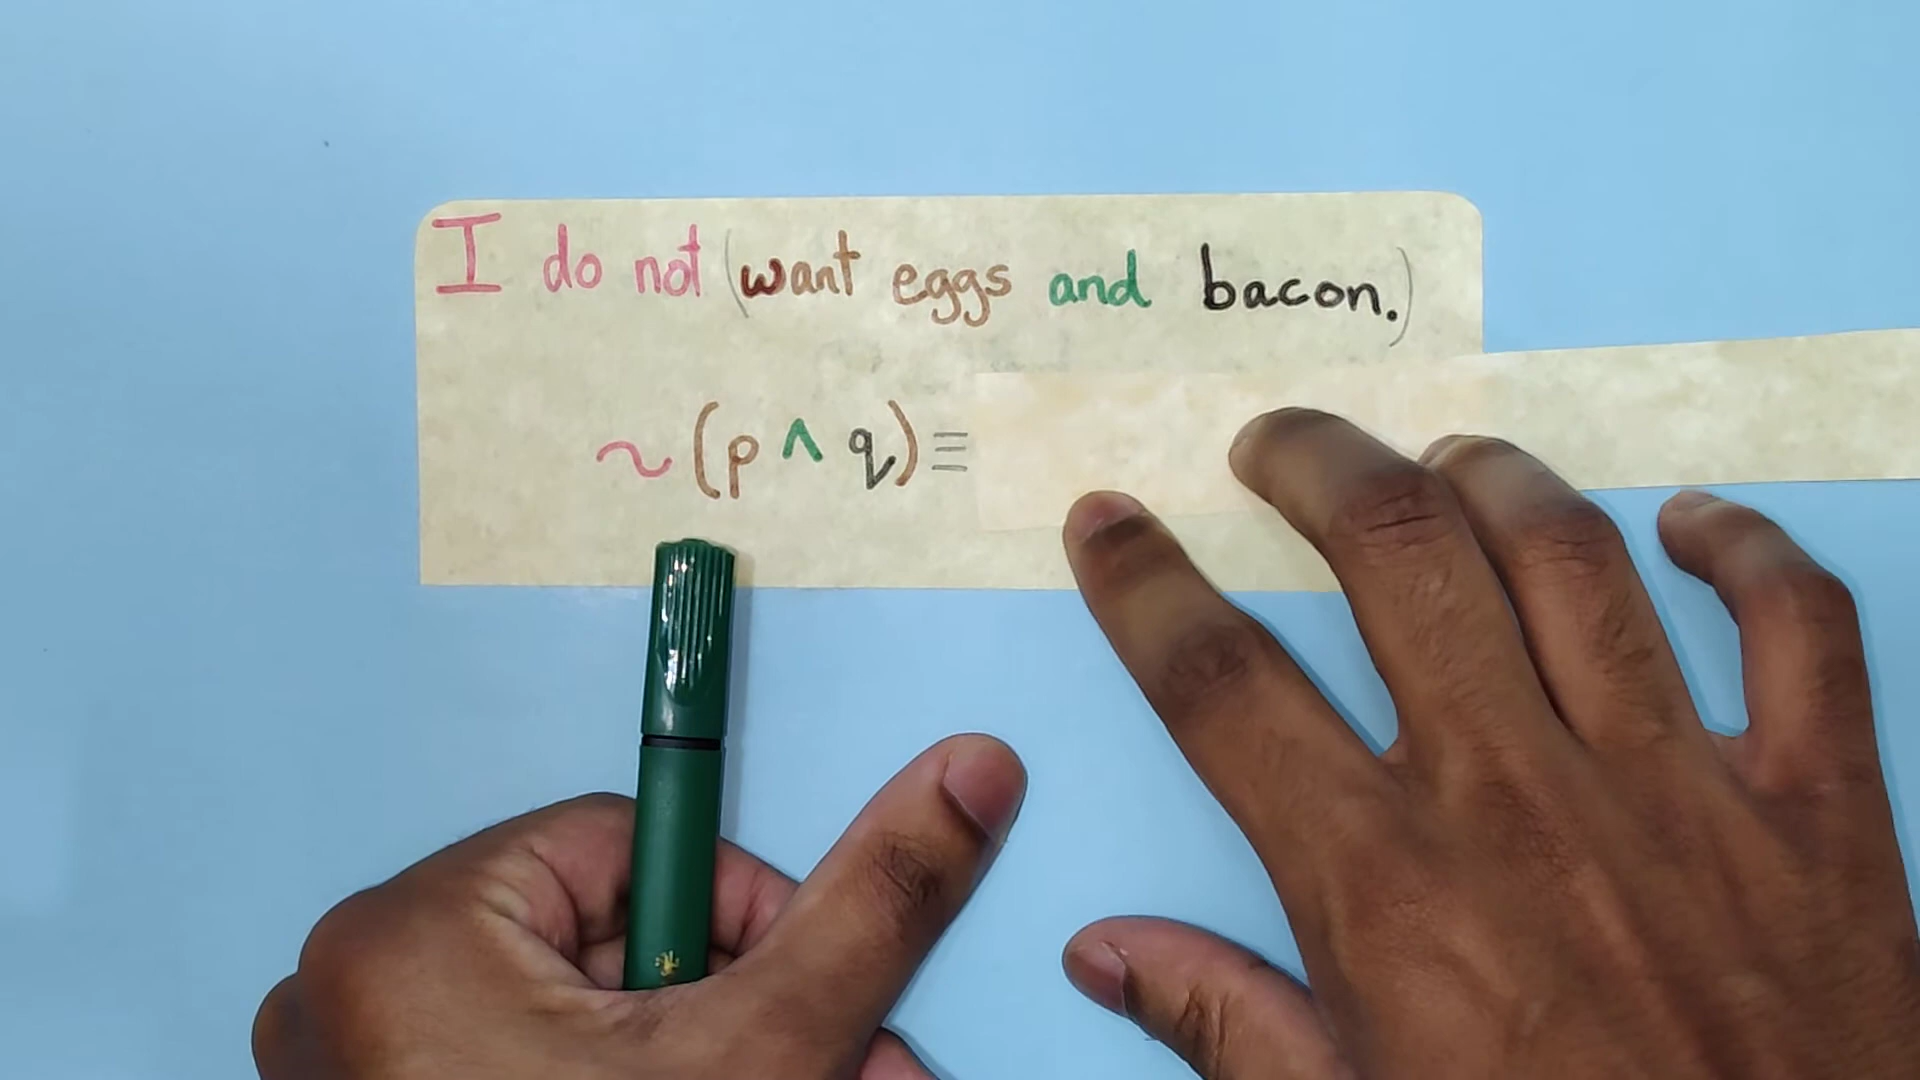 I do not (want eggs and bacon.)
~ (p ∧ q) ≡